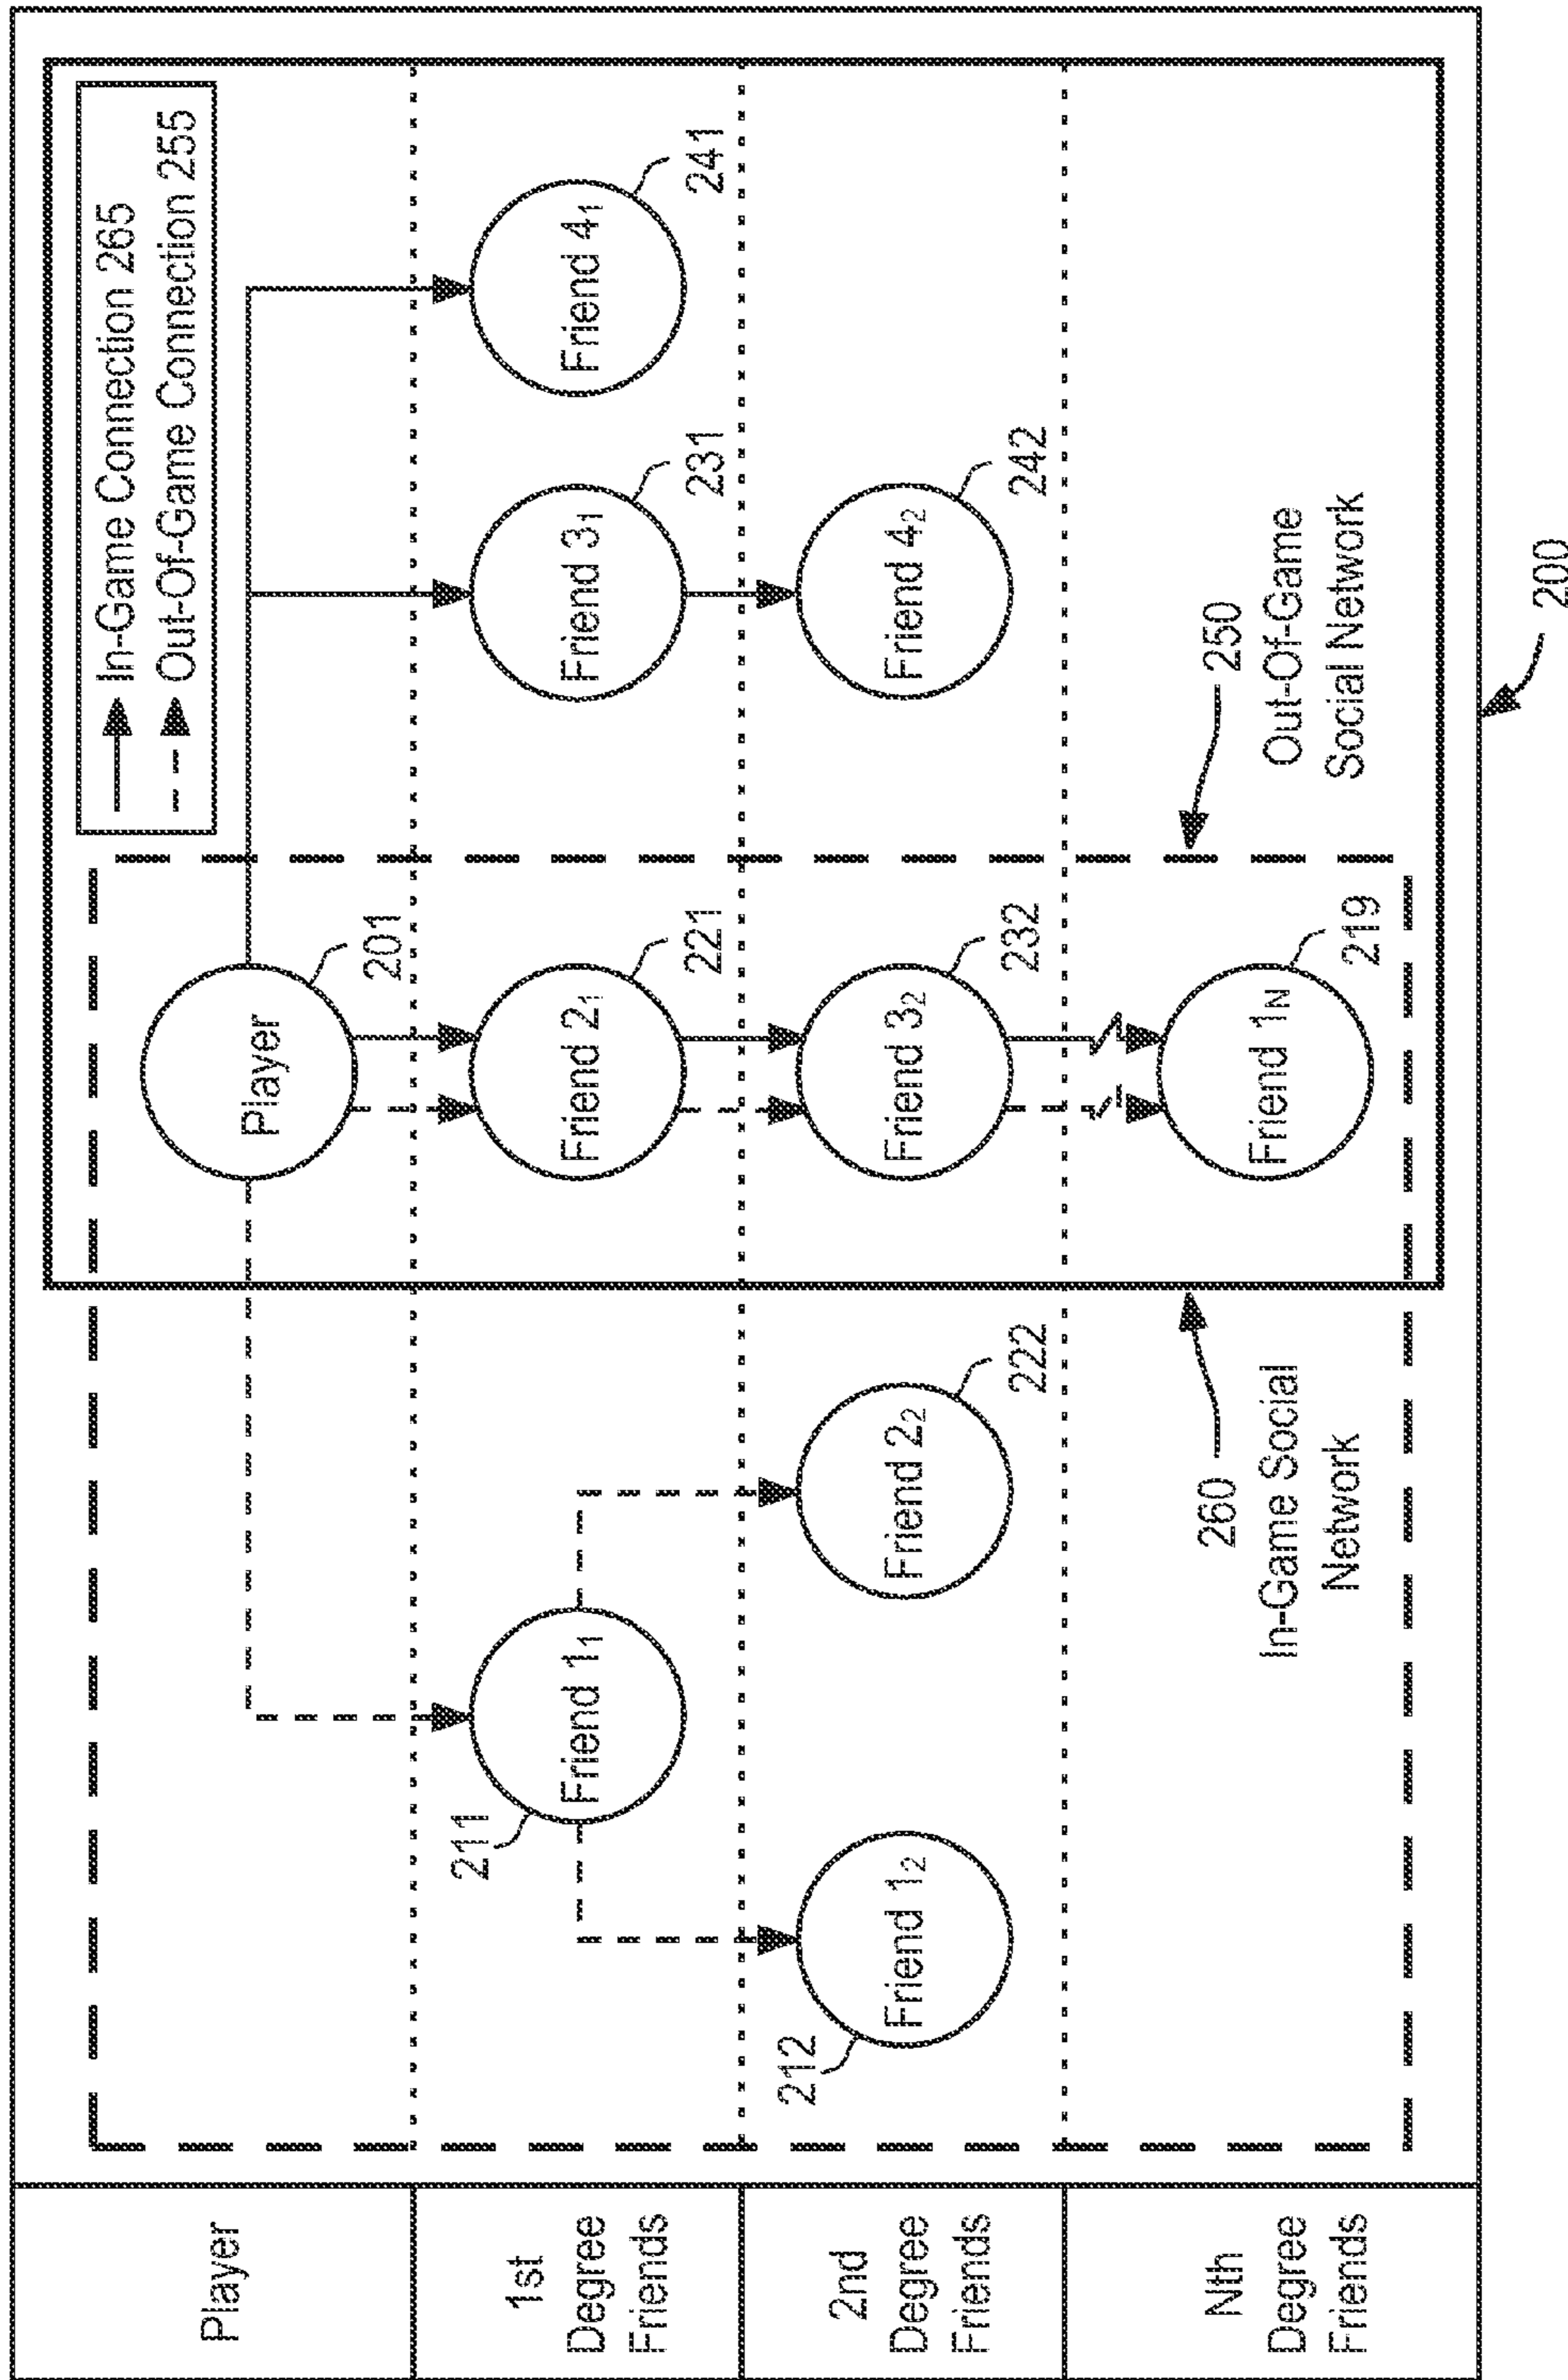 In-Game Connection 265
Out-Of-Game Connection 255
Player
Player
201
1st
Degree
Friends
211
Friend 1₁
Friend 2₁
221
Friend 3₁
231
Friend 4₁
241
2nd
Degree
Friends
212
Friend 1₂
Friend 2₂
222
Friend 3₂
232
Friend 4₂
242
Nth
Degree
Friends
260
In-Game Social
Network
Friend 1N
219
250
Out-Of-Game
Social Network
200